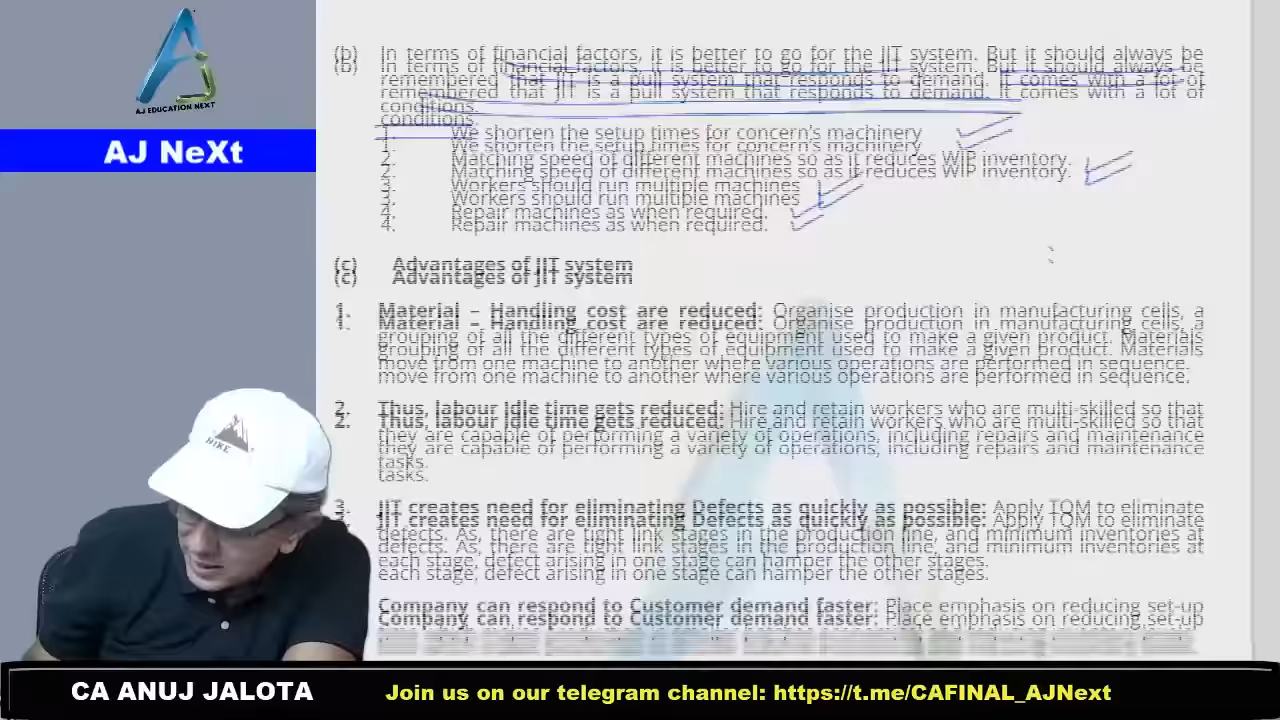 AJ EDUCATION NEXT
AJ NeXt
HIKE
(b) In terms of financial factors, it is better to go for the JIT system. But it should always be
remembered that JIT is a pull system that responds to demand. It comes with a lot of
conditions.
1. We shorten the setup times for concern's machinery
2. Matching speed of different machines so as it reduces WIP inventory.
3. Workers should run multiple machines
4. Repair machines as when required.
(c) Advantages of JIT system
1. Material – Handling cost are reduced: Organise production in manufacturing cells, a
grouping of all the different types of equipment used to make a given product. Materials
move from one machine to another where various operations are performed in sequence.
2. Thus, labour idle time gets reduced: Hire and retain workers who are multi-skilled so that
they are capable of performing a variety of operations, including repairs and maintenance
tasks.
3. JIT creates need for eliminating Defects as quickly as possible: Apply TQM to eliminate
defects. As, there are tight link stages in the production line, and minimum inventories at
each stage, defect arising in one stage can hamper the other stages.
Company can respond to Customer demand faster: Place emphasis on reducing set-up
CA ANUJ JALOTA
Join us on our telegram channel: https://t.me/CAFINAL_AJNext